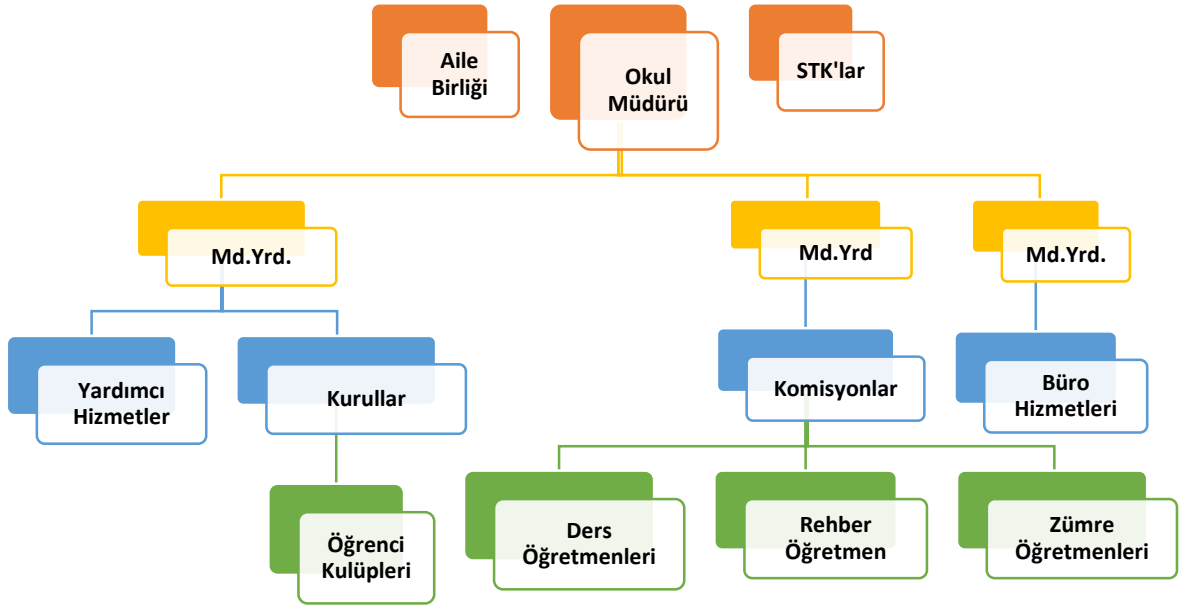 Aile
Birliği
Okul
Müdürü
STK'lar
Md.Yrd.
Md.Yrd
Md.Yrd.
Yardımcı
Hizmetler
Kurullar
Komisyonlar
Büro
Hizmetleri
Öğrenci
Kulüpleri
Ders
Öğretmenleri
Rehber
Öğretmen
Zümre
Öğretmenleri